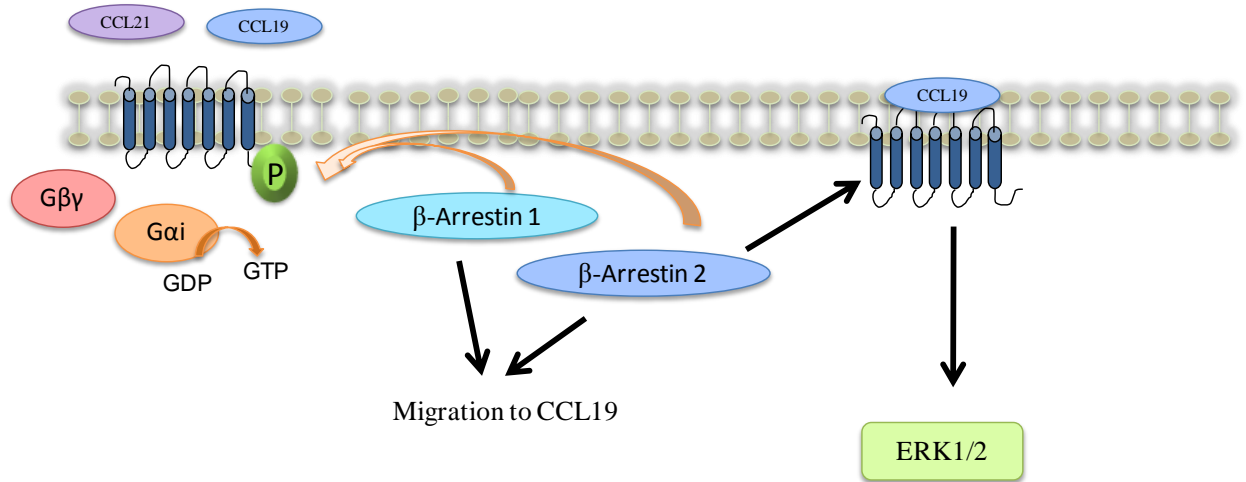 CCL21
CCL19
CCL19
P
Gβγ
β-Arrestin 1
Gαi
β-Arrestin 2
GDP
GTP
Migration to CCL19
ERK1/2